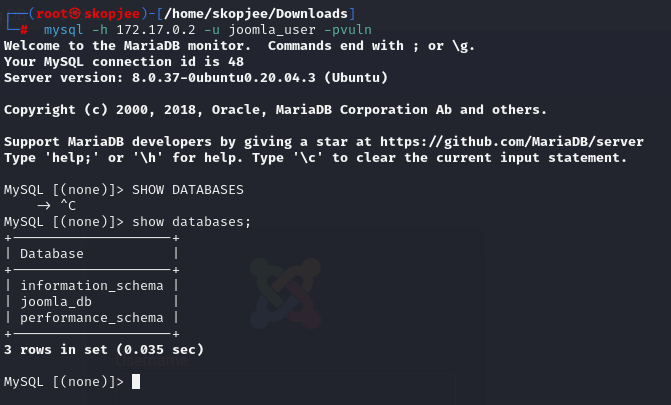 ┌──(root㉿skopjee)-[/home/skopjee/Downloads]
└─# mysql -h 172.17.0.2 -u joomla_user -pvuln
Welcome to the MariaDB monitor.  Commands end with ; or \g.
Your MySQL connection id is 48
Server version: 8.0.37-0ubuntu0.20.04.3 (Ubuntu)

Copyright (c) 2000, 2018, Oracle, MariaDB Corporation Ab and others.

Support MariaDB developers by giving a star at https://github.com/MariaDB/server
Type 'help;' or '\h' for help. Type '\c' to clear the current input statement.

MySQL [(none)]> SHOW DATABASES
    -> ^C
MySQL [(none)]> show databases;
+--------------------+
| Database           |
+--------------------+
| information_schema |
| joomla_db          |
| performance_schema |
+--------------------+
3 rows in set (0.035 sec)

MySQL [(none)]>